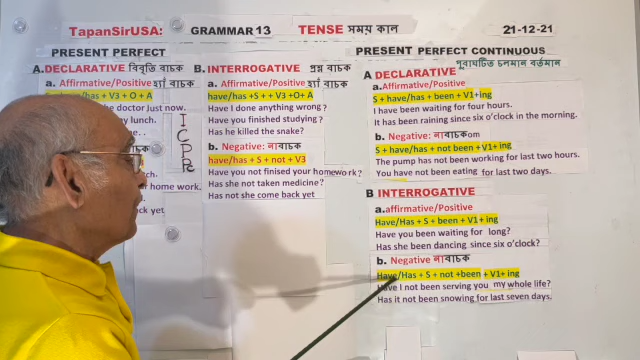 TapanSirUSA: GRAMMAR 13 TENSE সময় কাল 21-12-21
PRESENT PERFECT
A. DECLARATIVE বিবৃতি বাচক
a. Affirmative/Positive হ্যাঁ বাচক
have/has + V3 + O + A
he doctor just now.
my lunch.
বাচক
ch.
r home work.
ck yet
I
C
P
B. INTERROGATIVE প্রশ্ন বাচক
a. Affirmative/Positive হ্যাঁ বাচক
have/has +S + + V3 +O+ A
Have I done anything wrong ?
Have you finished studying ?
Has he killed the snake?
b. Negative: নাবাচক
have/has + S + not + V3
Have you not finised your homework?
Has she not taken medicine?
Has not she come back yet
PRESENT PERFECT CONTINUOUS
পুরাঘটিত চলমান বর্তমান
A DECLARATIVE
a.Affirmative/Positive
S + have/has + been + V1+ing
I have been waiting for four hours.
It has been raining since six o'clock in the morning.
b. Negative: নাবাচকom
S + have/has + not been + V1+ ing
The pump has not been working for last two hours.
You have not been eating for last two days.
B INTERROGATIVE
a.affirmative/Positive
Have/Has + S + been + V1+ ing
Have you been waiting for long?
Has she been dancing since six o'clock?
b. Negative নাবাচক
Have/Has + S + not +been + V1+ ing
Have I not been serving you my whole life?
Has it not been snowing for last seven days.